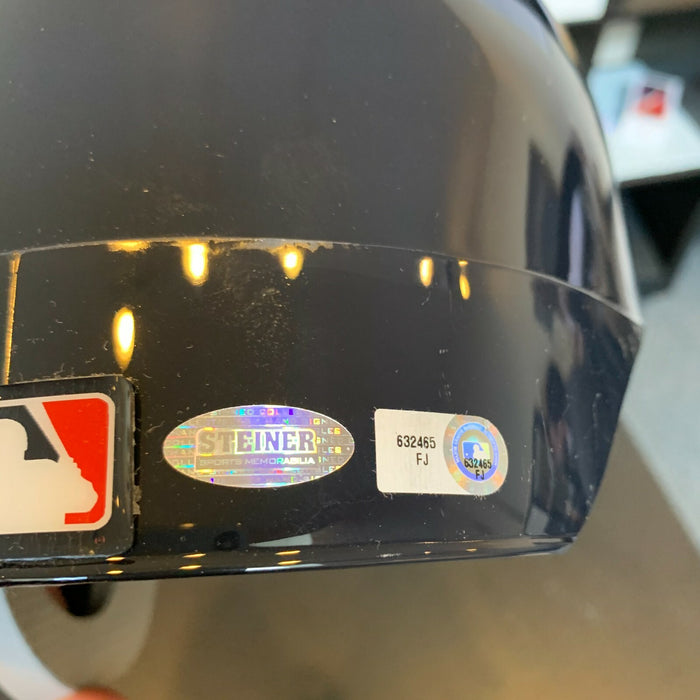 STEINER
SPORTS MEMORABILIA
632465
FJ
632465
FJ